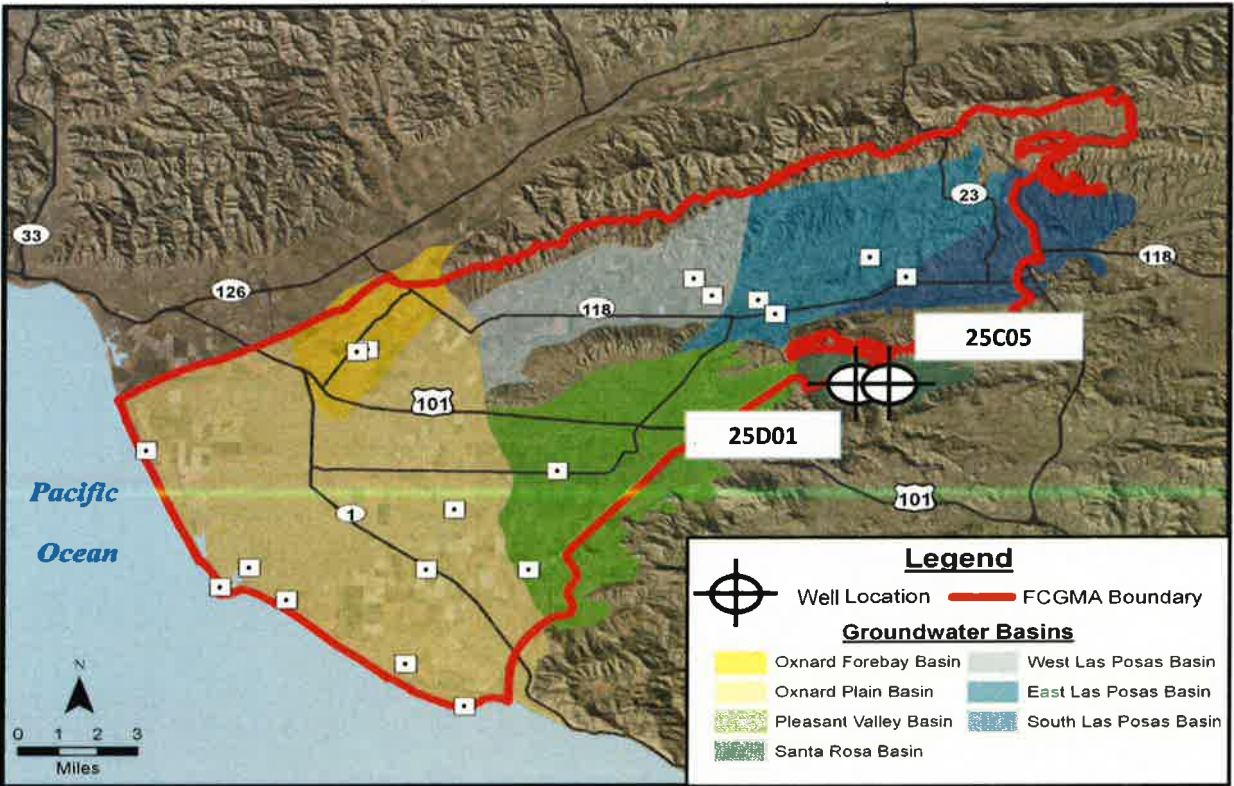 23
33
118
126
118
25C05
101
25D01
Pacific
Ocean
101
1
Legend
Well Location
FCGMA Boundary
Groundwater Basins
Oxnard Forebay Basin
West Las Posas Basin
Oxnard Plain Basin
East Las Posas Basin
Pleasant Valley Basin
South Las Posas Basin
Santa Rosa Basin
N
0 1 2 3
Miles